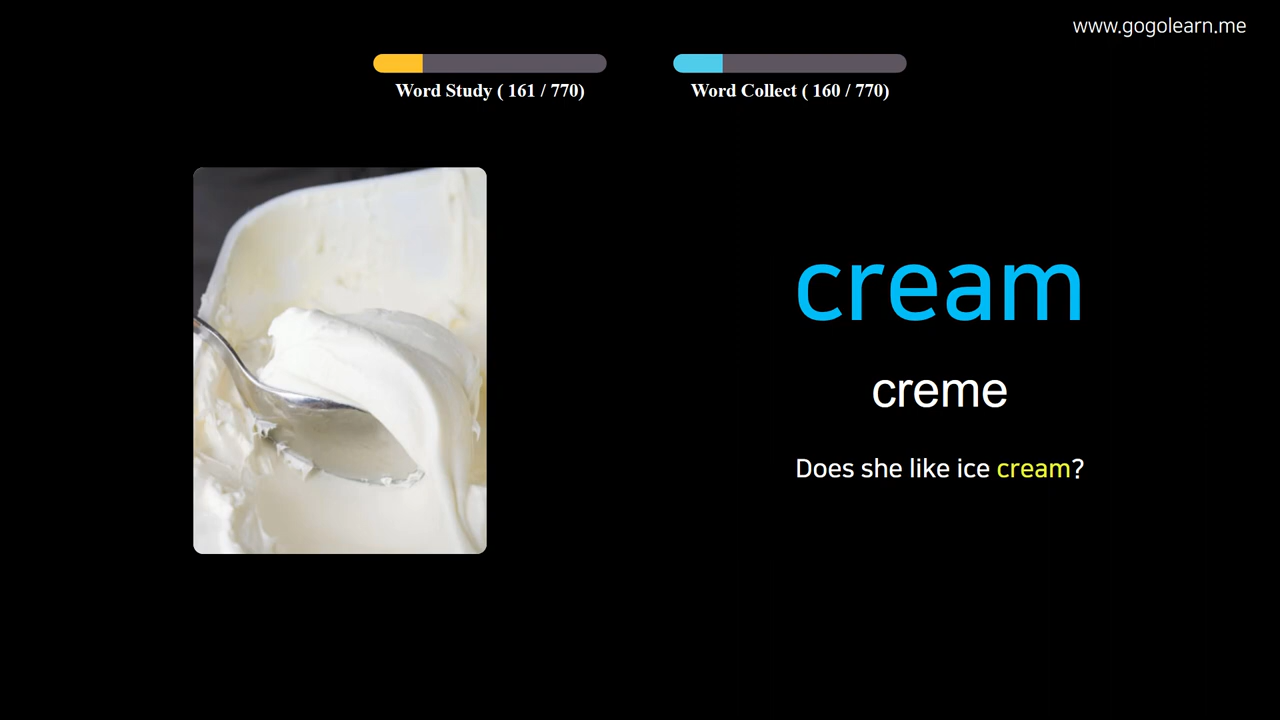 www.gogolearn.me
Word Study ( 161 / 770)
Word Collect ( 160 / 770)
cream
creme
Does she like ice cream?